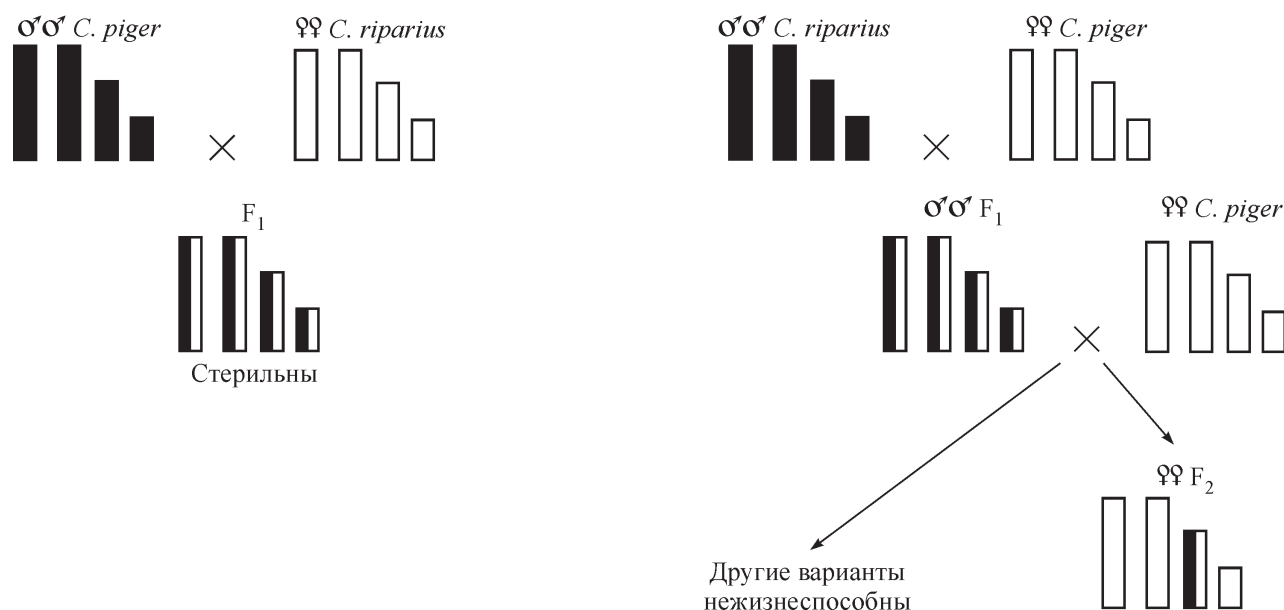 ♂♂ C. piger
♀♀ C. riparius
×
F₁
Стерильны
♂♂ C. riparius
♀♀ C. piger
×
♂♂ F₁
♀♀ C. piger
×
♀♀ F₂
Другие варианты
нежизнеспособны